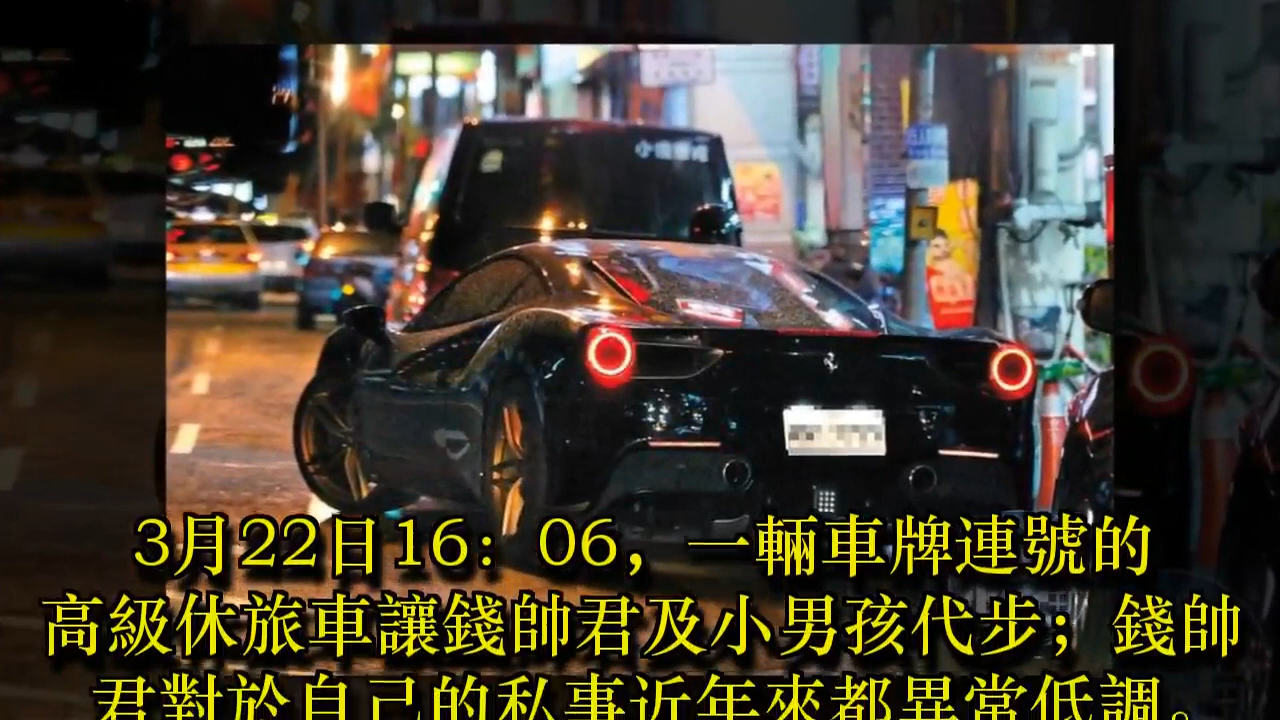 3月22日16：06，一輛車牌連號的
高級休旅車讓錢帥君及小男孩代步；錢帥
君對於自己的私事近年來都異常低調。